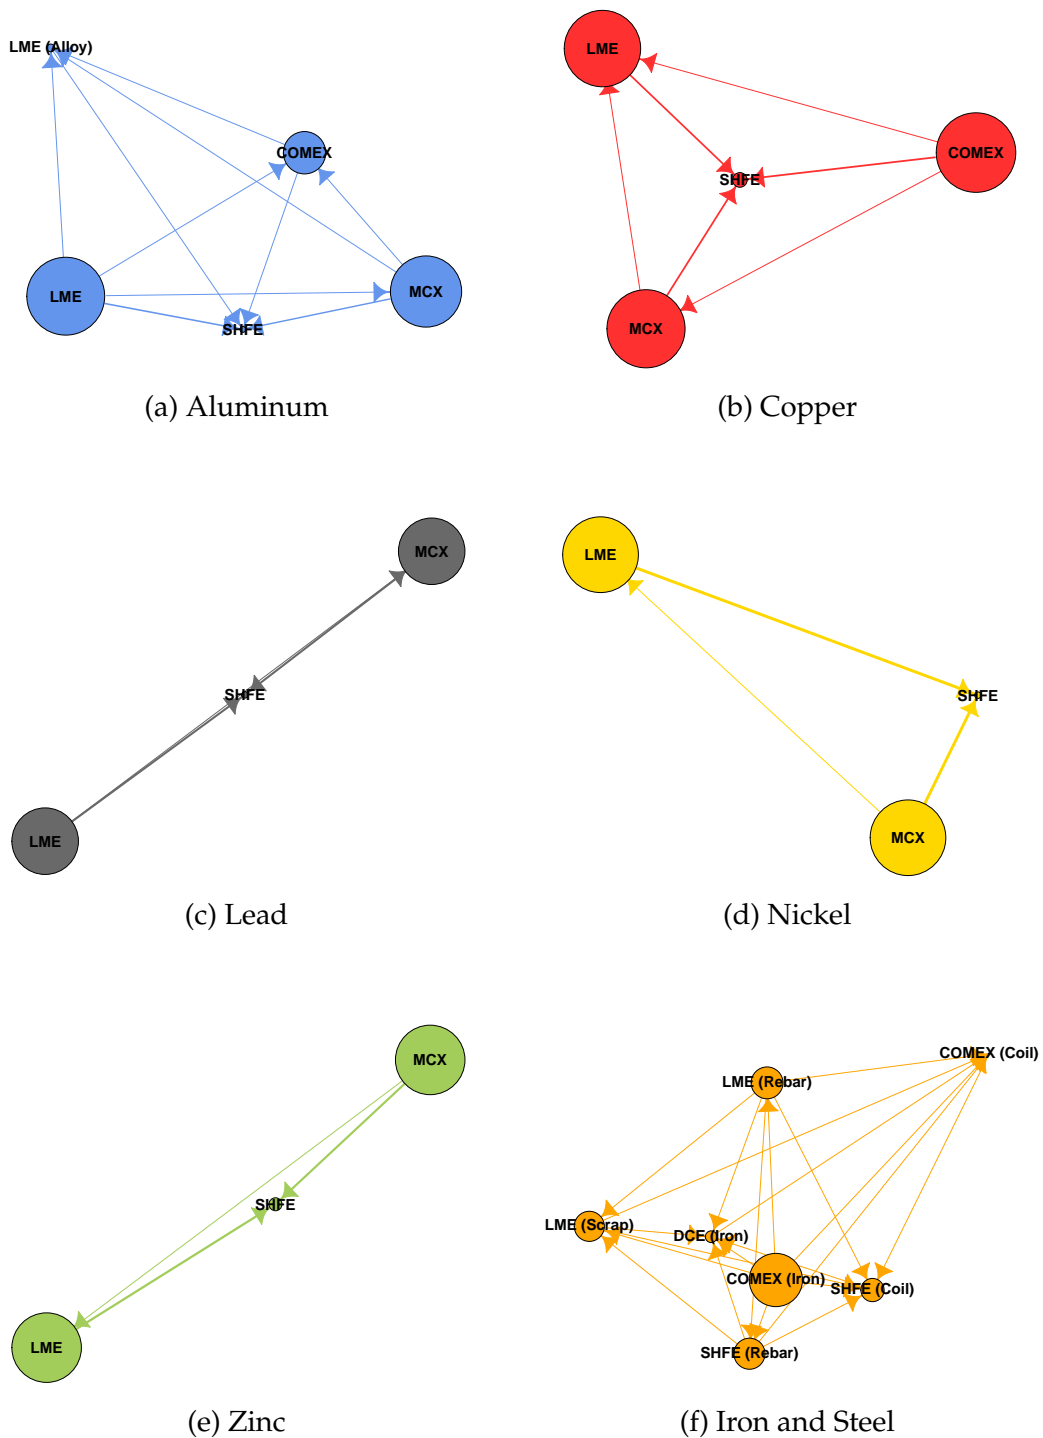 LME (Alloy)
COMEX
LME
MCX
SHFE
(a) Aluminum
LME
COMEX
SHFE
MCX
(b) Copper
MCX
SHFE
LME
(c) Lead
LME
SHFE
MCX
(d) Nickel
MCX
SHFE
LME
(e) Zinc
COMEX (Coil)
LME (Rebar)
LME (Scrap)
DCE (Iron)
COMEX (Iron)
SHFE (Coil)
SHFE (Rebar)
(f) Iron and Steel